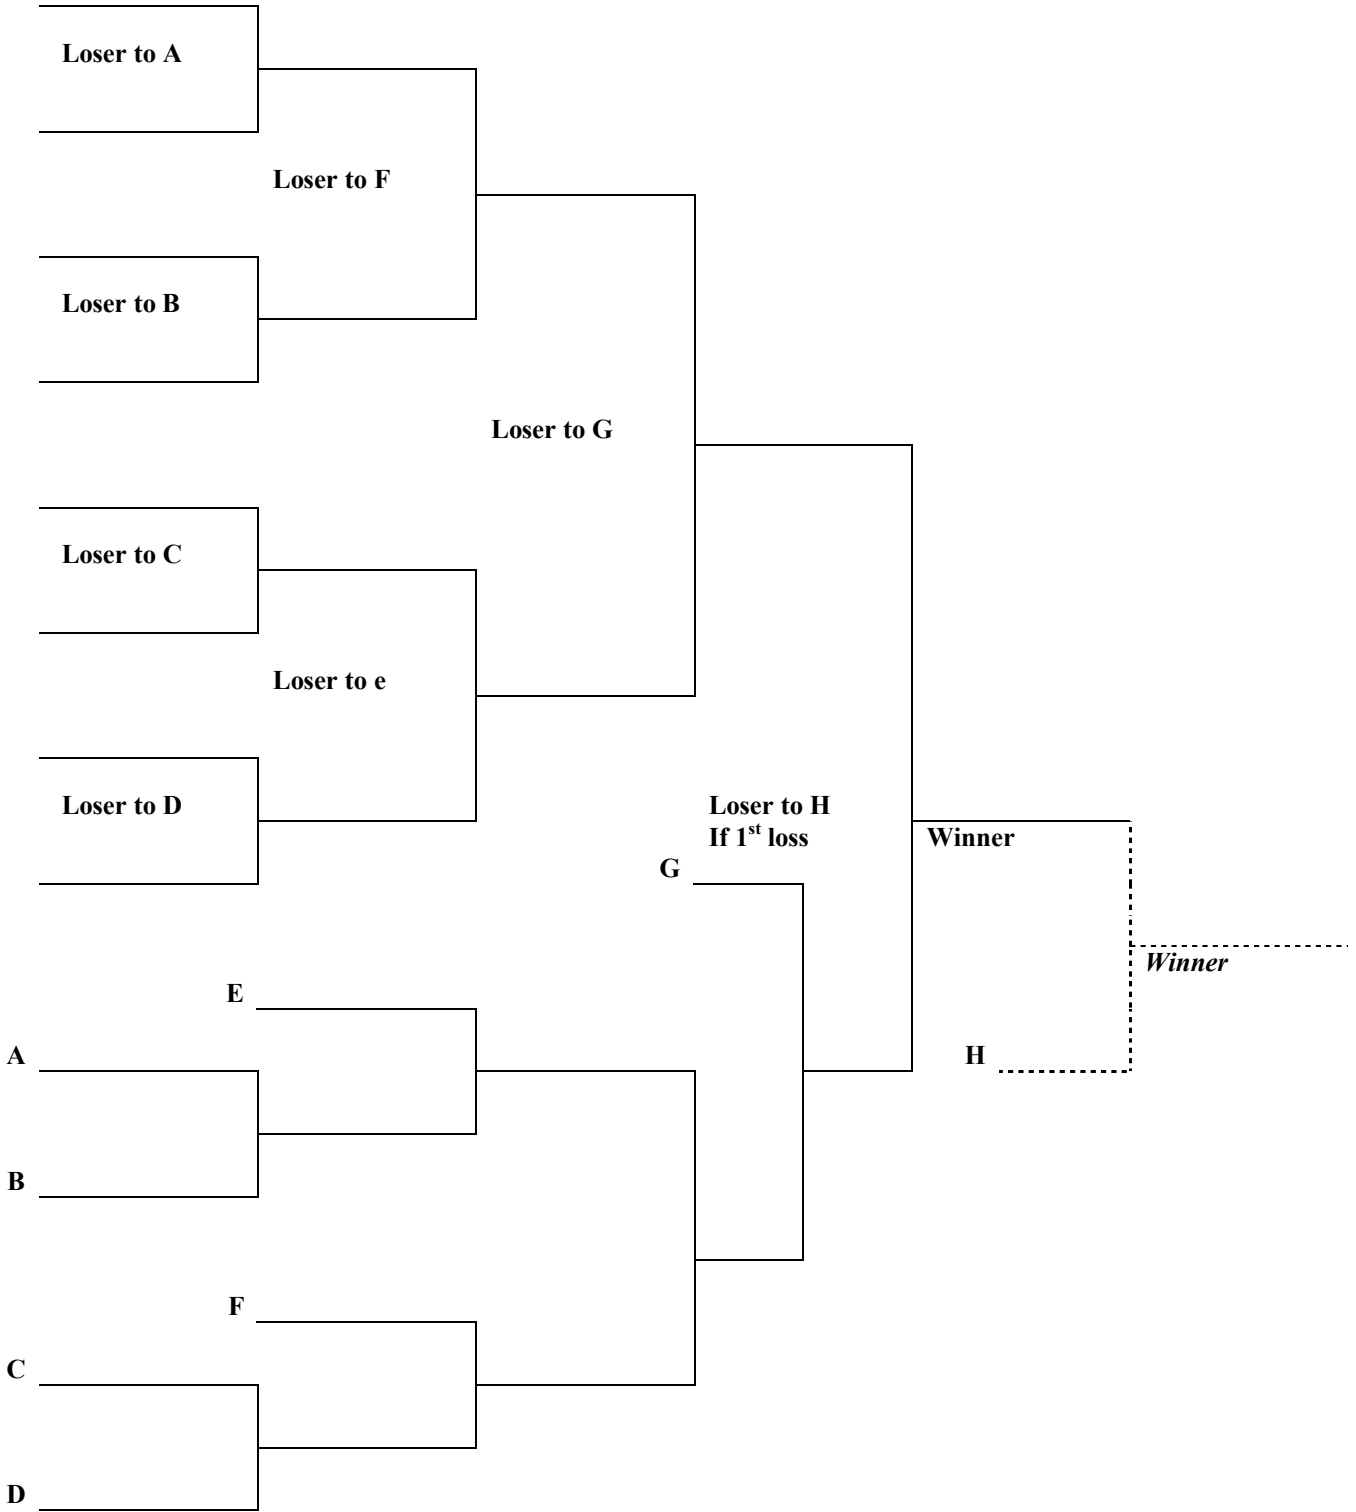 Loser to A
Loser to F
Loser to B
Loser to G
Loser to C
Loser to e
Loser to D
Loser to H
If 1st loss
Winner
G
Winner
E
A
H
B
F
C
D